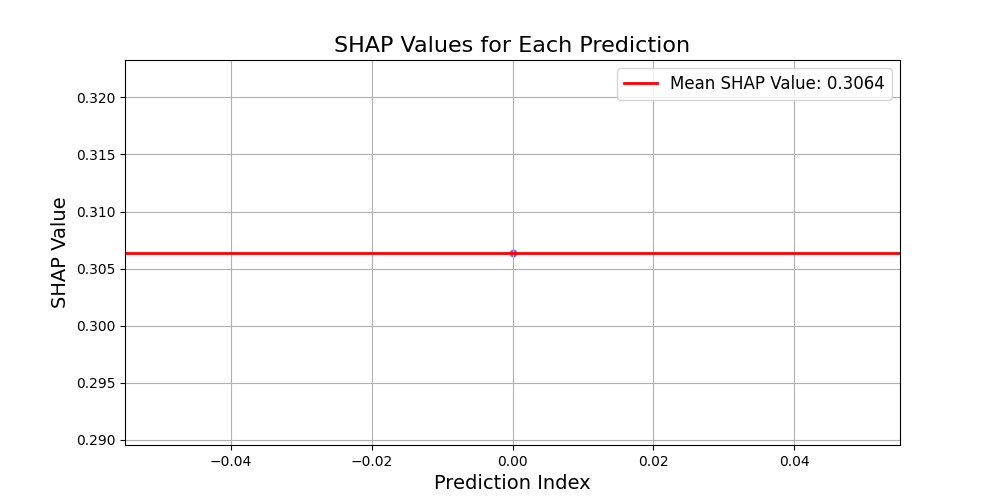 SHAP Values for Each Prediction
Mean SHAP Value: 0.3064
SHAP Value
0.320
0.315
0.310
0.305
0.300
0.295
0.290
−0.04 −0.02 0.00 0.02 0.04
Prediction Index